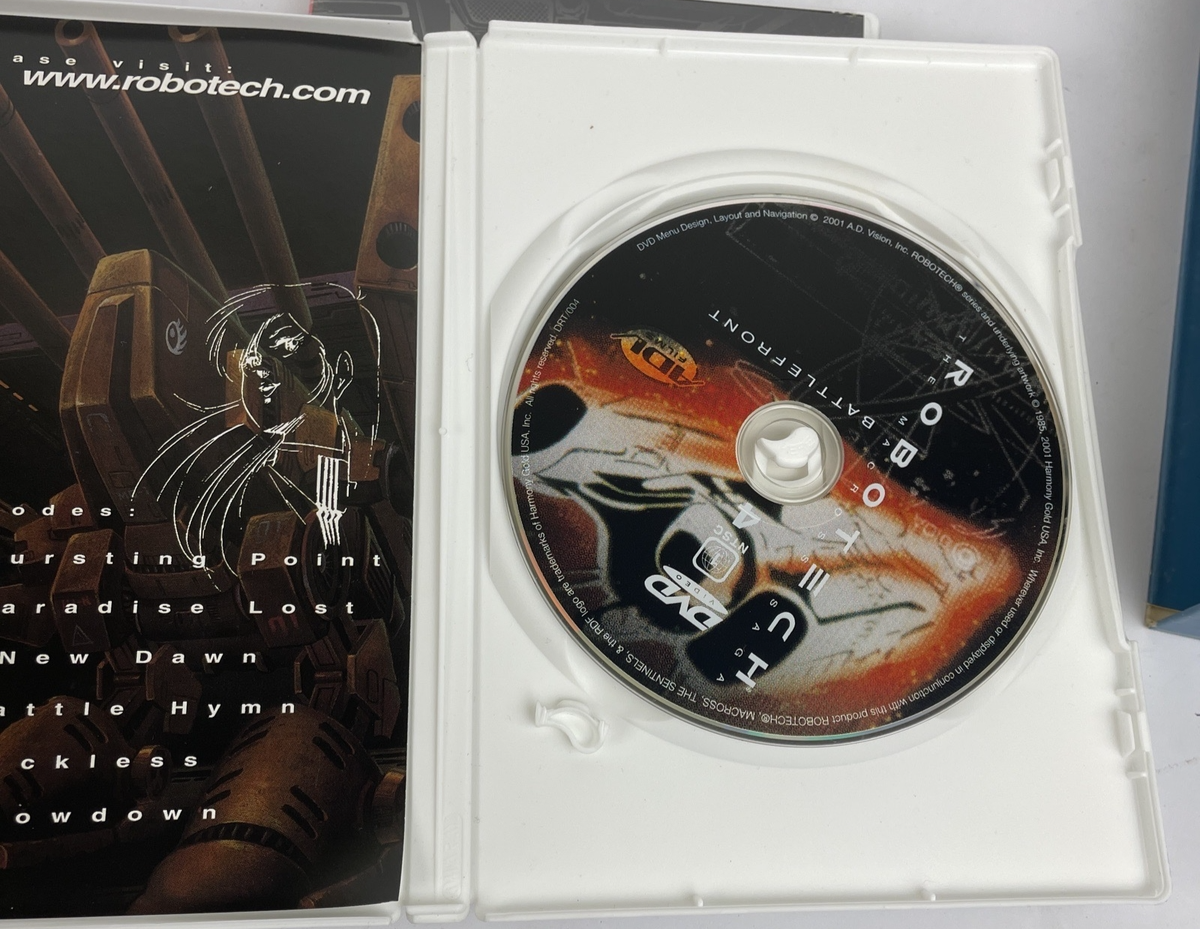 ase visit:
www.robotech.com
odes:
ursting Point
aradise Lost
New Dawn
attle Hymn
ckless
owdown
DVD Menu Design, Layout and Navigation © 2001 A.D. Vision, Inc. ROBOTECH® series and underlying artwork © 1985, 2001 Harmony Gold USA, Inc. Wherever used or displayed in conjunction with this product ROBOTECH®, MACROSS, THE SENTINELS & the RDF logo are trademarks of Harmony Gold USA, Inc. All rights reserved. DRT/004
ROBOTECH
THE MACROSS SAGA
BATTLEFRONT
4
NTSC
1
DVD
VIDEO